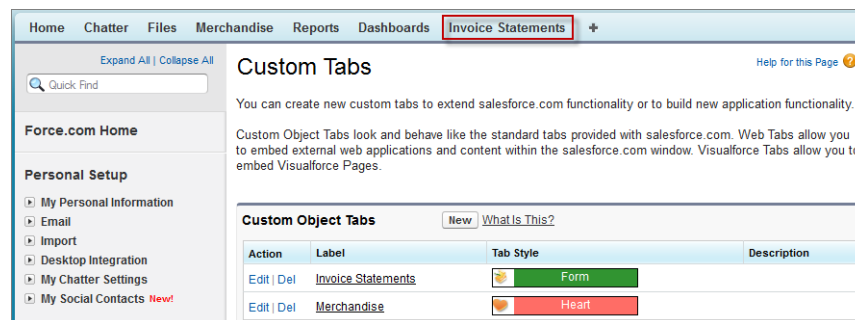 Home Chatter Files Merchandise Reports Dashboards Invoice Statements +
Expand All | Collapse All
Quick Find
Force.com Home
Personal Setup
My Personal Information
Email
Import
Desktop Integration
My Chatter Settings
My Social Contacts New!
Custom Tabs
Help for this Page ?
You can create new custom tabs to extend salesforce.com functionality or to build new application functionality.
Custom Object Tabs look and behave like the standard tabs provided with salesforce.com. Web Tabs allow you
to embed external web applications and content within the salesforce.com window. Visualforce Tabs allow you to
embed Visualforce Pages.
Custom Object Tabs New What Is This?
Action Label Tab Style Description
Edit | Del Invoice Statements Form
Edit | Del Merchandise Heart